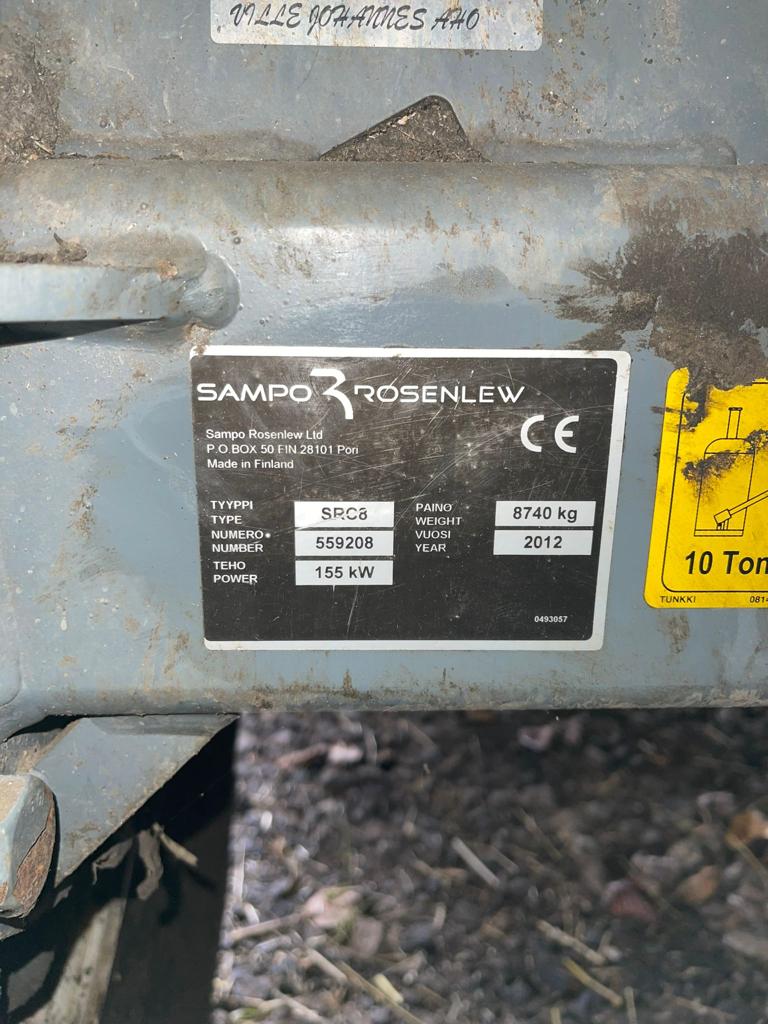 VILLE JOHANNES AHO
SAMPO ROSENLEW
CE
Sampo Rosenlew Ltd
P.O.BOX 50 FIN 28101 Pori
Made in Finland
TYYPPI
TYPE
SRC8
NUMERO
NUMBER
559208
TEHO
POWER
155 kW
PAINO
WEIGHT
8740 kg
VUOSI
YEAR
2012
0493057
10 Ton
TUNKKI 0814